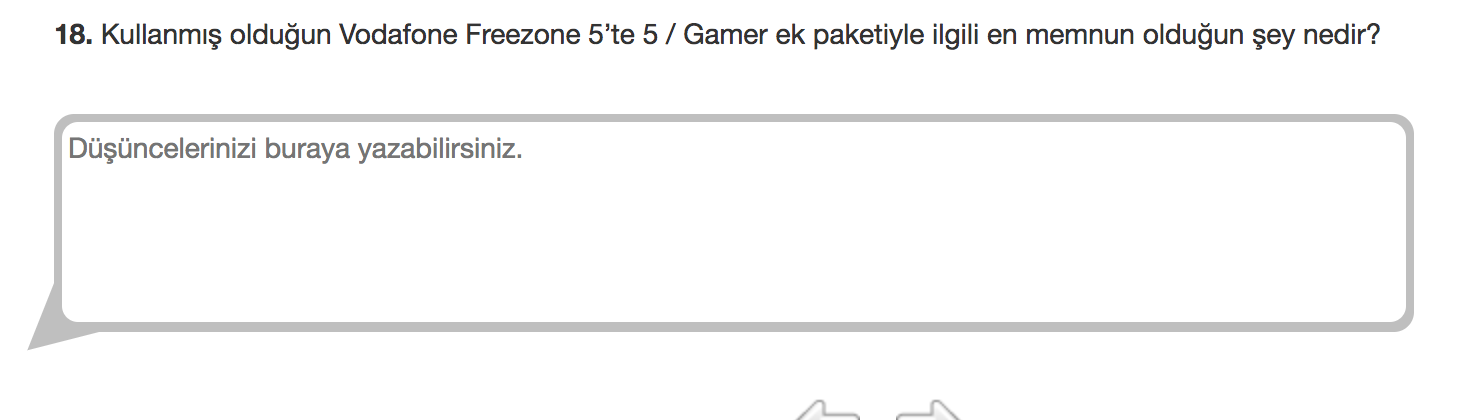 18. Kullanmış olduğun Vodafone Freezone 5’te 5 / Gamer ek paketiyle ilgili en memnun olduğun şey nedir?
Düşüncelerinizi buraya yazabilirsiniz.